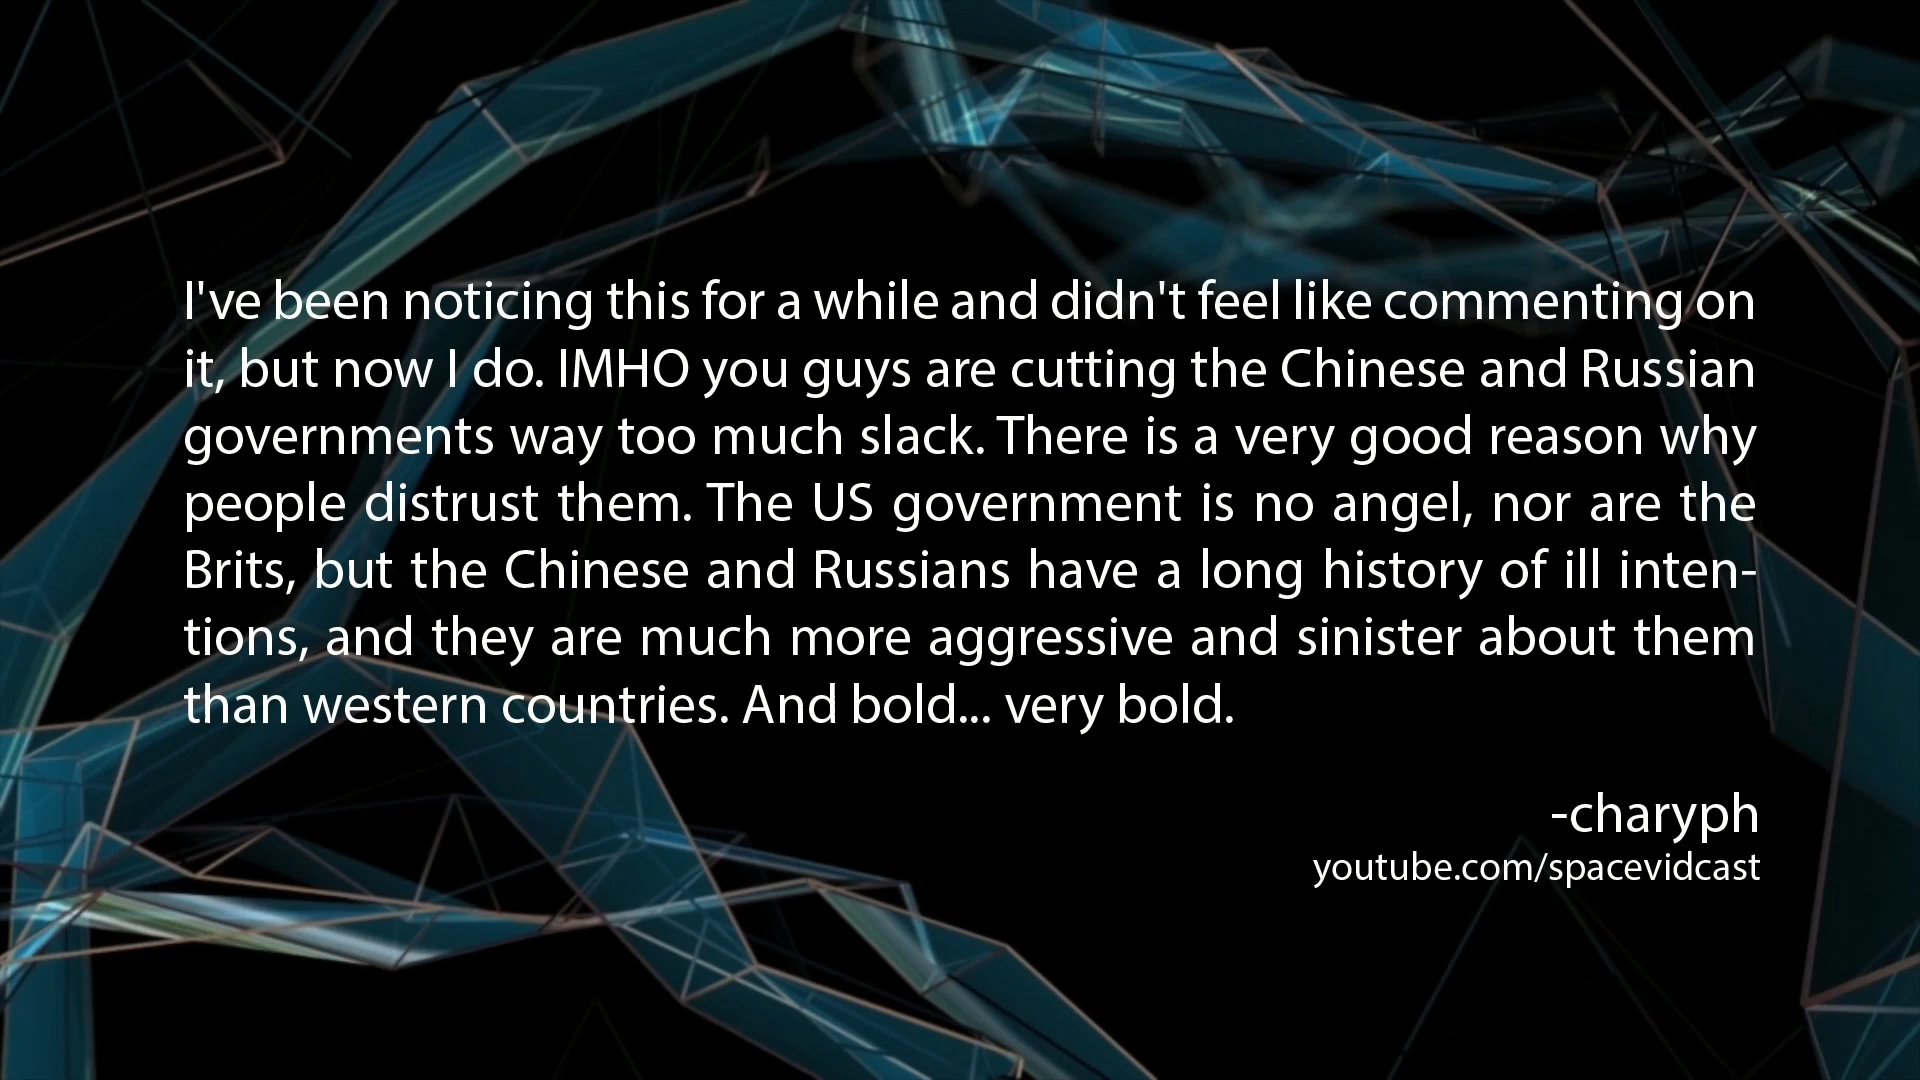 I've been noticing this for a while and didn't feel like commenting on
it, but now I do. IMHO you guys are cutting the Chinese and Russian
governments way too much slack. There is a very good reason why
people distrust them. The US government is no angel, nor are the
Brits, but the Chinese and Russians have a long history of ill inten-
tions, and they are much more aggressive and sinister about them
than western countries. And bold... very bold.
-charyph
youtube.com/spacevidcast